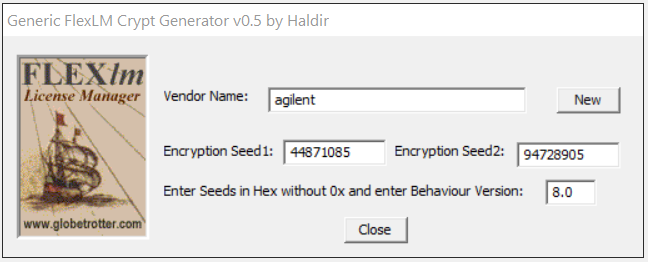 Generic FlexLM Crypt Generator v0.5 by Haldir
FLEXlm
License Manager
www.globetrotter.com
Vendor Name: agilent New
Encryption Seed1: 44871085 Encryption Seed2: 94728905
Enter Seeds in Hex without 0x and enter Behaviour Version: 8.0
Close